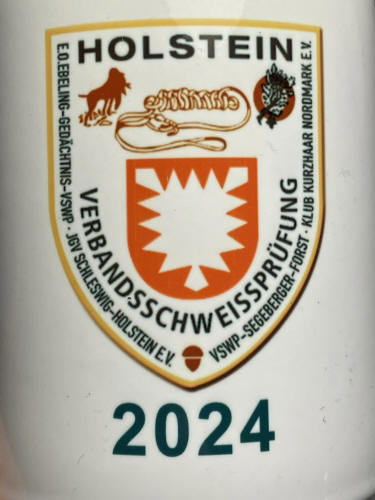 HOLSTEIN
E.O.EBELING-GEDÄCHTNIS-VSWP · JGV SCHLESWIG-HOLSTEIN E.V.
VERBANDSSCHWEISSPRÜFUNG
VSWP-SEGEBERGER-FORST · KLUB KURZHAAR NORDMARK E.V.
2024